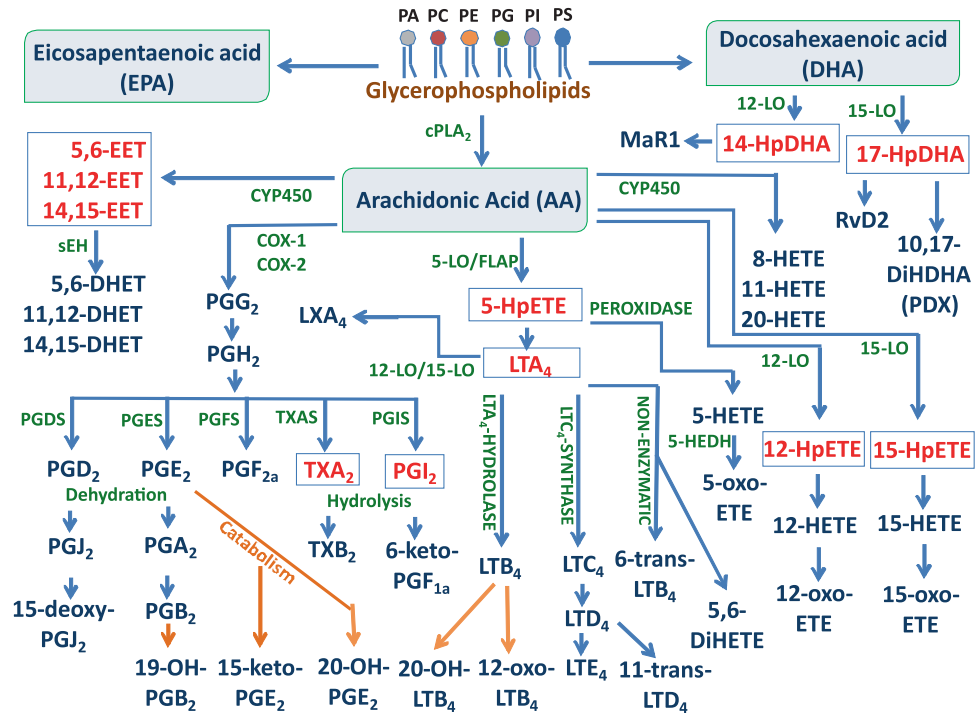 PA PC PE PG PI PS
Eicosapentaenoic acid
(EPA)
Glycerophospholipids
Docosahexaenoic acid
(DHA)
cPLA₂
12-LO
15-LO
MaR1
14-HpDHA
17-HpDHA
5,6-EET
11,12-EET
14,15-EET
CYP450
Arachidonic Acid (AA)
CYP450
RvD2
10,17-
DiHDHA
(PDX)
sEH
5,6-DHET
11,12-DHET
14,15-DHET
COX-1
COX-2
5-LO/FLAP
8-HETE
11-HETE
20-HETE
PGG₂
LXA₄
5-HpETE
PEROXIDASE
PGH₂
12-LO/15-LO
LTA₄
12-LO
15-LO
PGDS
PGES
PGFS
TXAS
PGIS
LTA₄-HYDROLASE
LTC₄-SYNTHASE
NON-ENZYMATIC
5-HETE
5-HEDH
5-oxo-
ETE
12-HpETE
15-HpETE
PGD₂
PGE₂
PGF₂a
TXA₂
PGI₂
Dehydration
Hydrolysis
Catabolism
PGJ₂
PGA₂
TXB₂
6-keto-
PGF₁a
LTB₄
LTC₄
6-trans-
LTB₄
12-HETE
15-HETE
15-deoxy-
PGJ₂
PGB₂
LTD₄
5,6-
DiHETE
12-oxo-
ETE
15-oxo-
ETE
19-OH-
PGB₂
15-keto-
PGE₂
20-OH-
PGE₂
20-OH-
LTB₄
12-oxo-
LTB₄
LTE₄
11-trans-
LTD₄